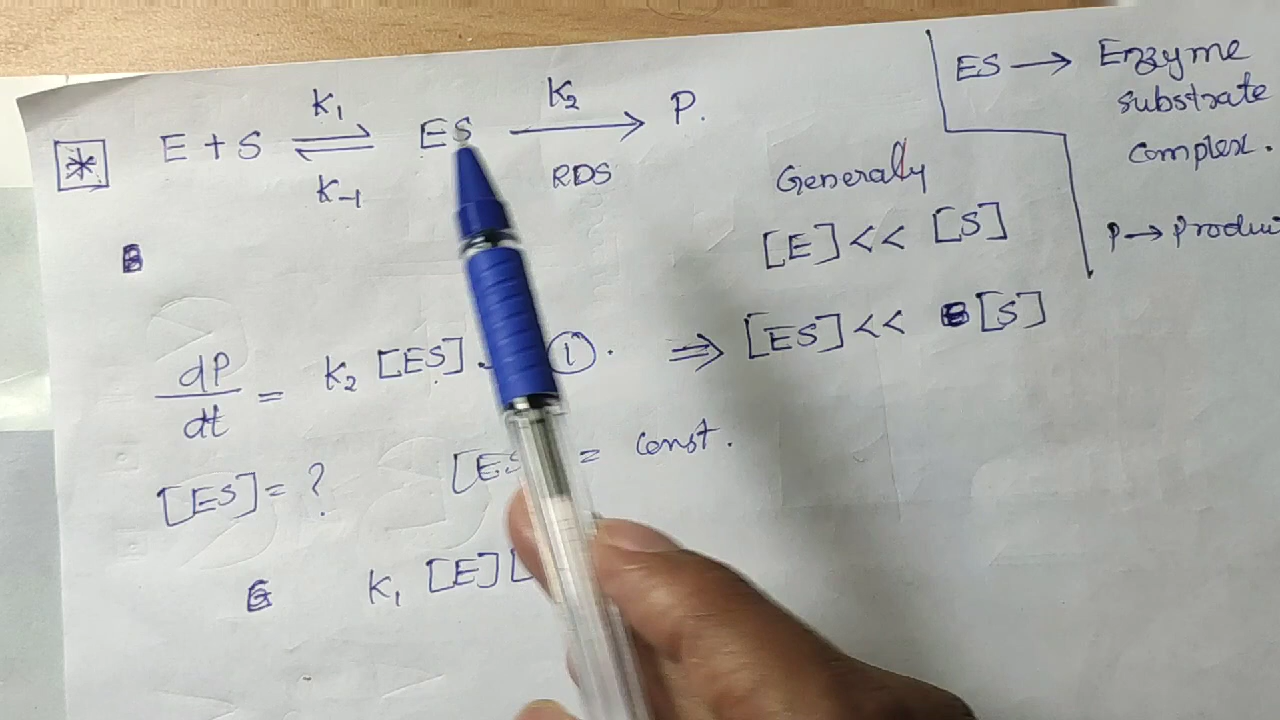 K₁ K₂
* E + S ⇌ ES → P.
K₋₁ RDS
ES → Enzyme
substrate
complex.
P → Produ
Generally
[E] << [S]
dP/dt = K₂ [ES] ①. ⇒ [ES] << [S]
[ES] = ? [ES = const.
K₁ [E][